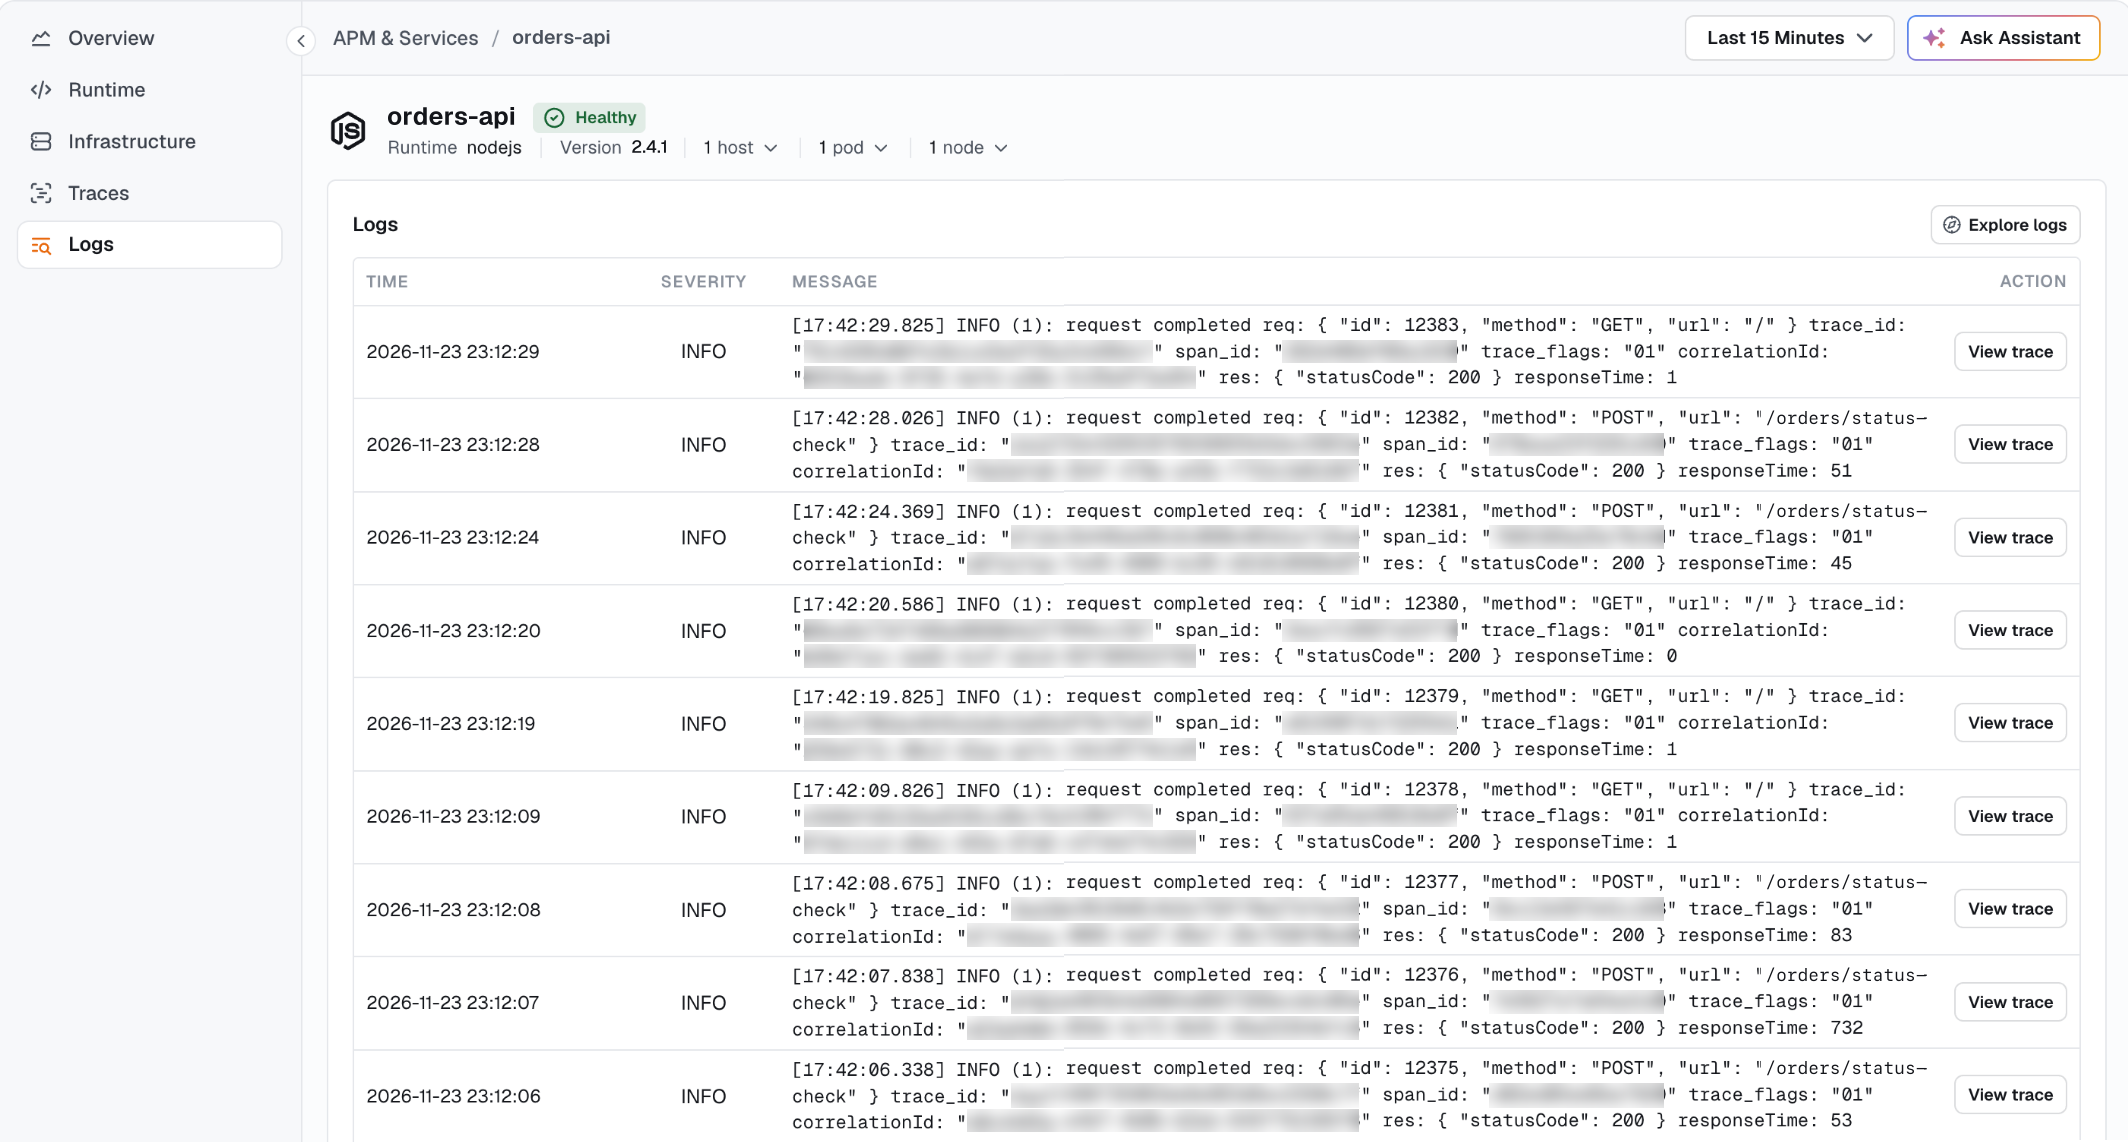 Overview
Runtime
Infrastructure
Traces
Logs
APM & Services / orders-api
Last 15 Minutes
Ask Assistant
orders-api
Healthy
Runtime nodejs
Version 2.4.1
1 host
1 pod
1 node
Logs
Explore logs
TIME SEVERITY MESSAGE ACTION
[17:42:29.825] INFO (1): request completed req: { "id": 12383, "method": "GET", "url": "/" } trace_id:
2026-11-23 23:12:29 INFO " " span_id: " " trace_flags: "01" correlationId: View trace
" " res: { "statusCode": 200 } responseTime: 1
[17:42:28.026] INFO (1): request completed req: { "id": 12382, "method": "POST", "url": "/orders/status-
2026-11-23 23:12:28 INFO check" } trace_id: " " span_id: " " trace_flags: "01" View trace
correlationId: " " res: { "statusCode": 200 } responseTime: 51
[17:42:24.369] INFO (1): request completed req: { "id": 12381, "method": "POST", "url": "/orders/status-
2026-11-23 23:12:24 INFO check" } trace_id: " " span_id: " " trace_flags: "01" View trace
correlationId: " " res: { "statusCode": 200 } responseTime: 45
[17:42:20.586] INFO (1): request completed req: { "id": 12380, "method": "GET", "url": "/" } trace_id:
2026-11-23 23:12:20 INFO " " span_id: " " trace_flags: "01" correlationId: View trace
" " res: { "statusCode": 200 } responseTime: 0
[17:42:19.825] INFO (1): request completed req: { "id": 12379, "method": "GET", "url": "/" } trace_id:
2026-11-23 23:12:19 INFO " " span_id: " " trace_flags: "01" correlationId: View trace
" " res: { "statusCode": 200 } responseTime: 1
[17:42:09.826] INFO (1): request completed req: { "id": 12378, "method": "GET", "url": "/" } trace_id:
2026-11-23 23:12:09 INFO " " span_id: " " trace_flags: "01" correlationId: View trace
" " res: { "statusCode": 200 } responseTime: 1
[17:42:08.675] INFO (1): request completed req: { "id": 12377, "method": "POST", "url": "/orders/status-
2026-11-23 23:12:08 INFO check" } trace_id: " " span_id: " " trace_flags: "01" View trace
correlationId: " " res: { "statusCode": 200 } responseTime: 83
[17:42:07.838] INFO (1): request completed req: { "id": 12376, "method": "POST", "url": "/orders/status-
2026-11-23 23:12:07 INFO check" } trace_id: " " span_id: " " trace_flags: "01" View trace
correlationId: " " res: { "statusCode": 200 } responseTime: 732
[17:42:06.338] INFO (1): request completed req: { "id": 12375, "method": "POST", "url": "/orders/status-
2026-11-23 23:12:06 INFO check" } trace_id: " " span_id: " " trace_flags: "01" View trace
correlationId: " " res: { "statusCode": 200 } responseTime: 53